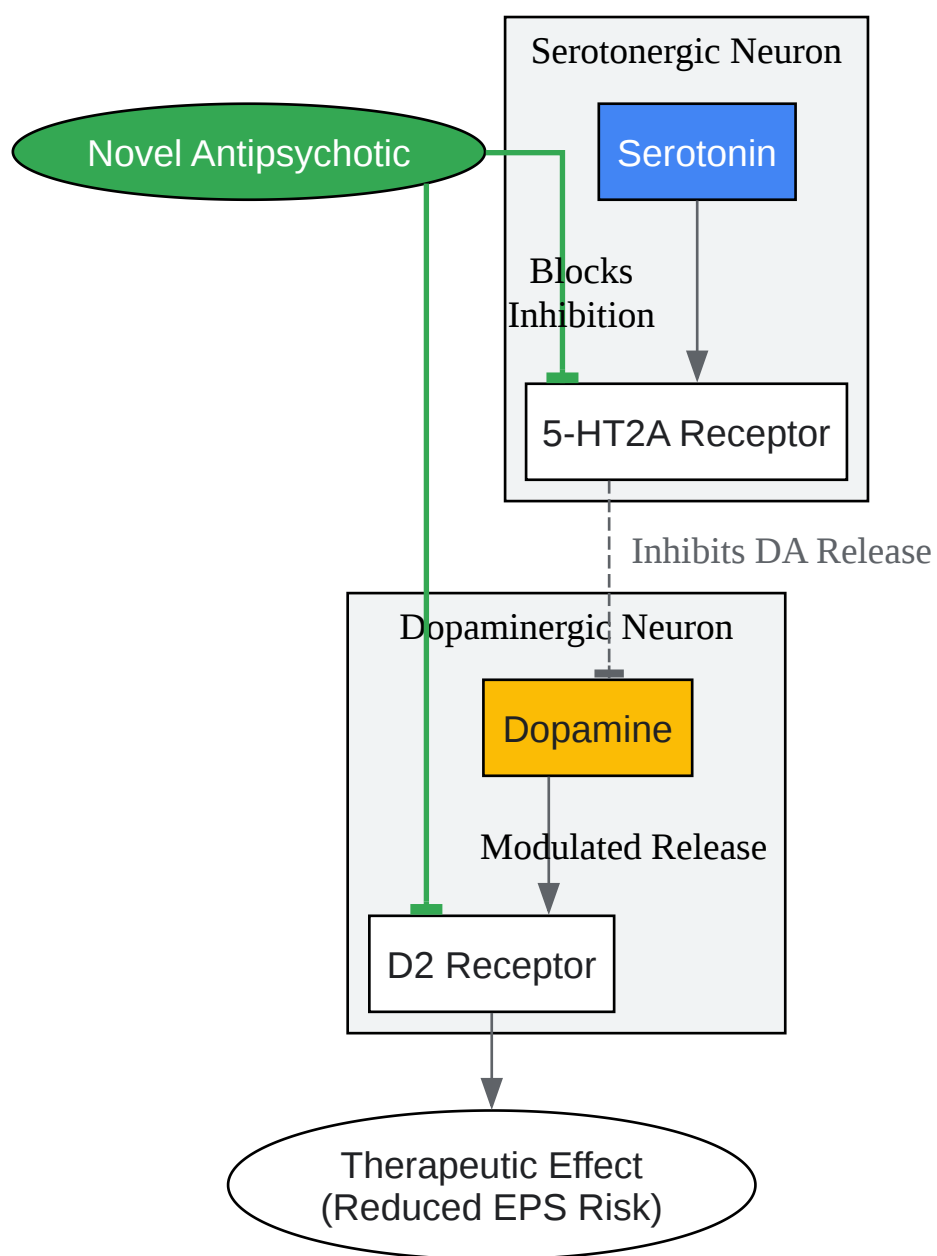 Serotonergic Neuron
Novel Antipsychotic
Serotonin
Blocks
Inhibition
5-HT2A Receptor
Inhibits DA Release
Dopaminergic Neuron
Dopamine
Modulated Release
D2 Receptor
Therapeutic Effect
(Reduced EPS Risk)